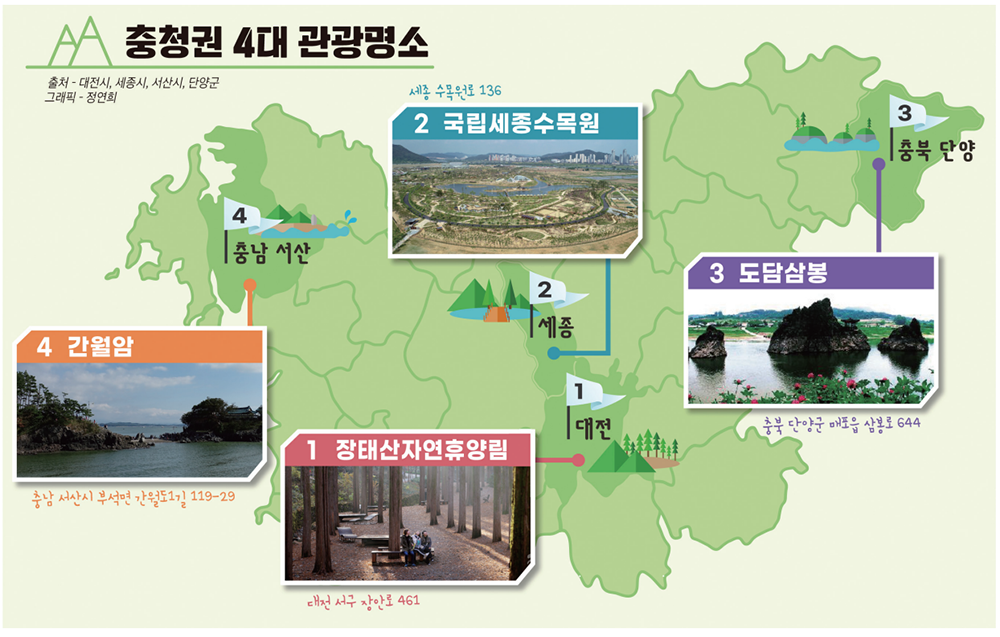 충청권 4대 관광명소
출처 - 대전시, 세종시, 서산시, 단양군
그래픽 - 정연희
세종 수목원로 136
2 국립세종수목원
3
충북 단양
4
충남 서산
3 도담삼봉
2
세종
4 간월암
1
대전
충북 단양군 매포읍 삼봉로 644
1 장태산자연휴양림
충남 서산시 부석면 간월도1길 119-29
대전 서구 장안로 461